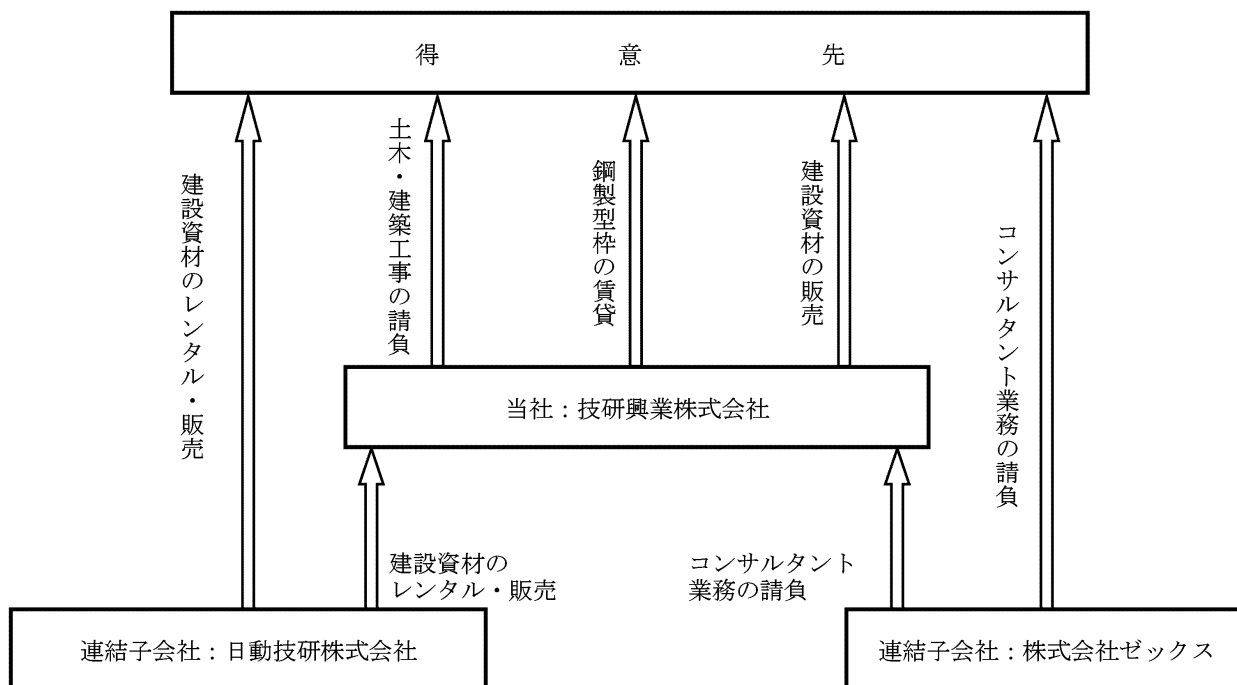 得意先
建設資材のレンタル・販売
土木・建築工事の請負
鋼製型枠の賃貸
建設資材の販売
コンサルタント業務の請負
当社：技研興業株式会社
建設資材の
レンタル・販売
コンサルタント
業務の請負
連結子会社：日動技研株式会社
連結子会社：株式会社ゼックス